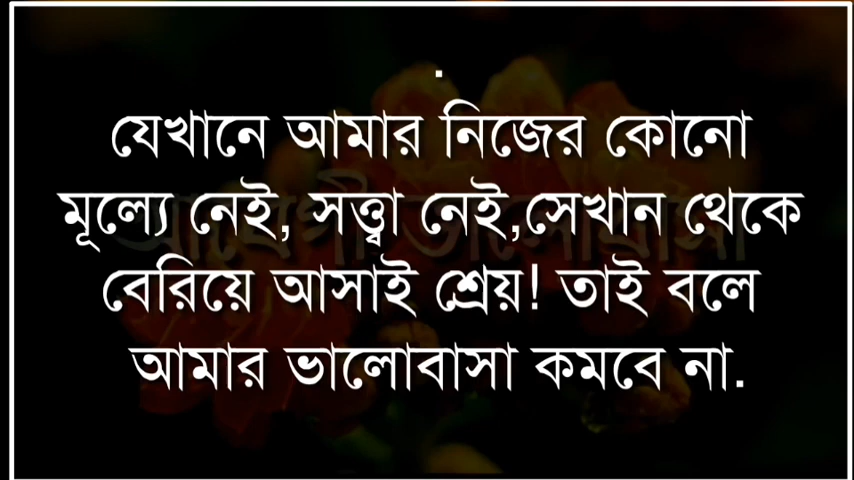 .
যেখানে আমার নিজের কোনো
মূল্যে নেই, সত্ত্বা নেই,সেখান থেকে
বেরিয়ে আসাই শ্রেয়! তাই বলে
আমার ভালোবাসা কমবে না.